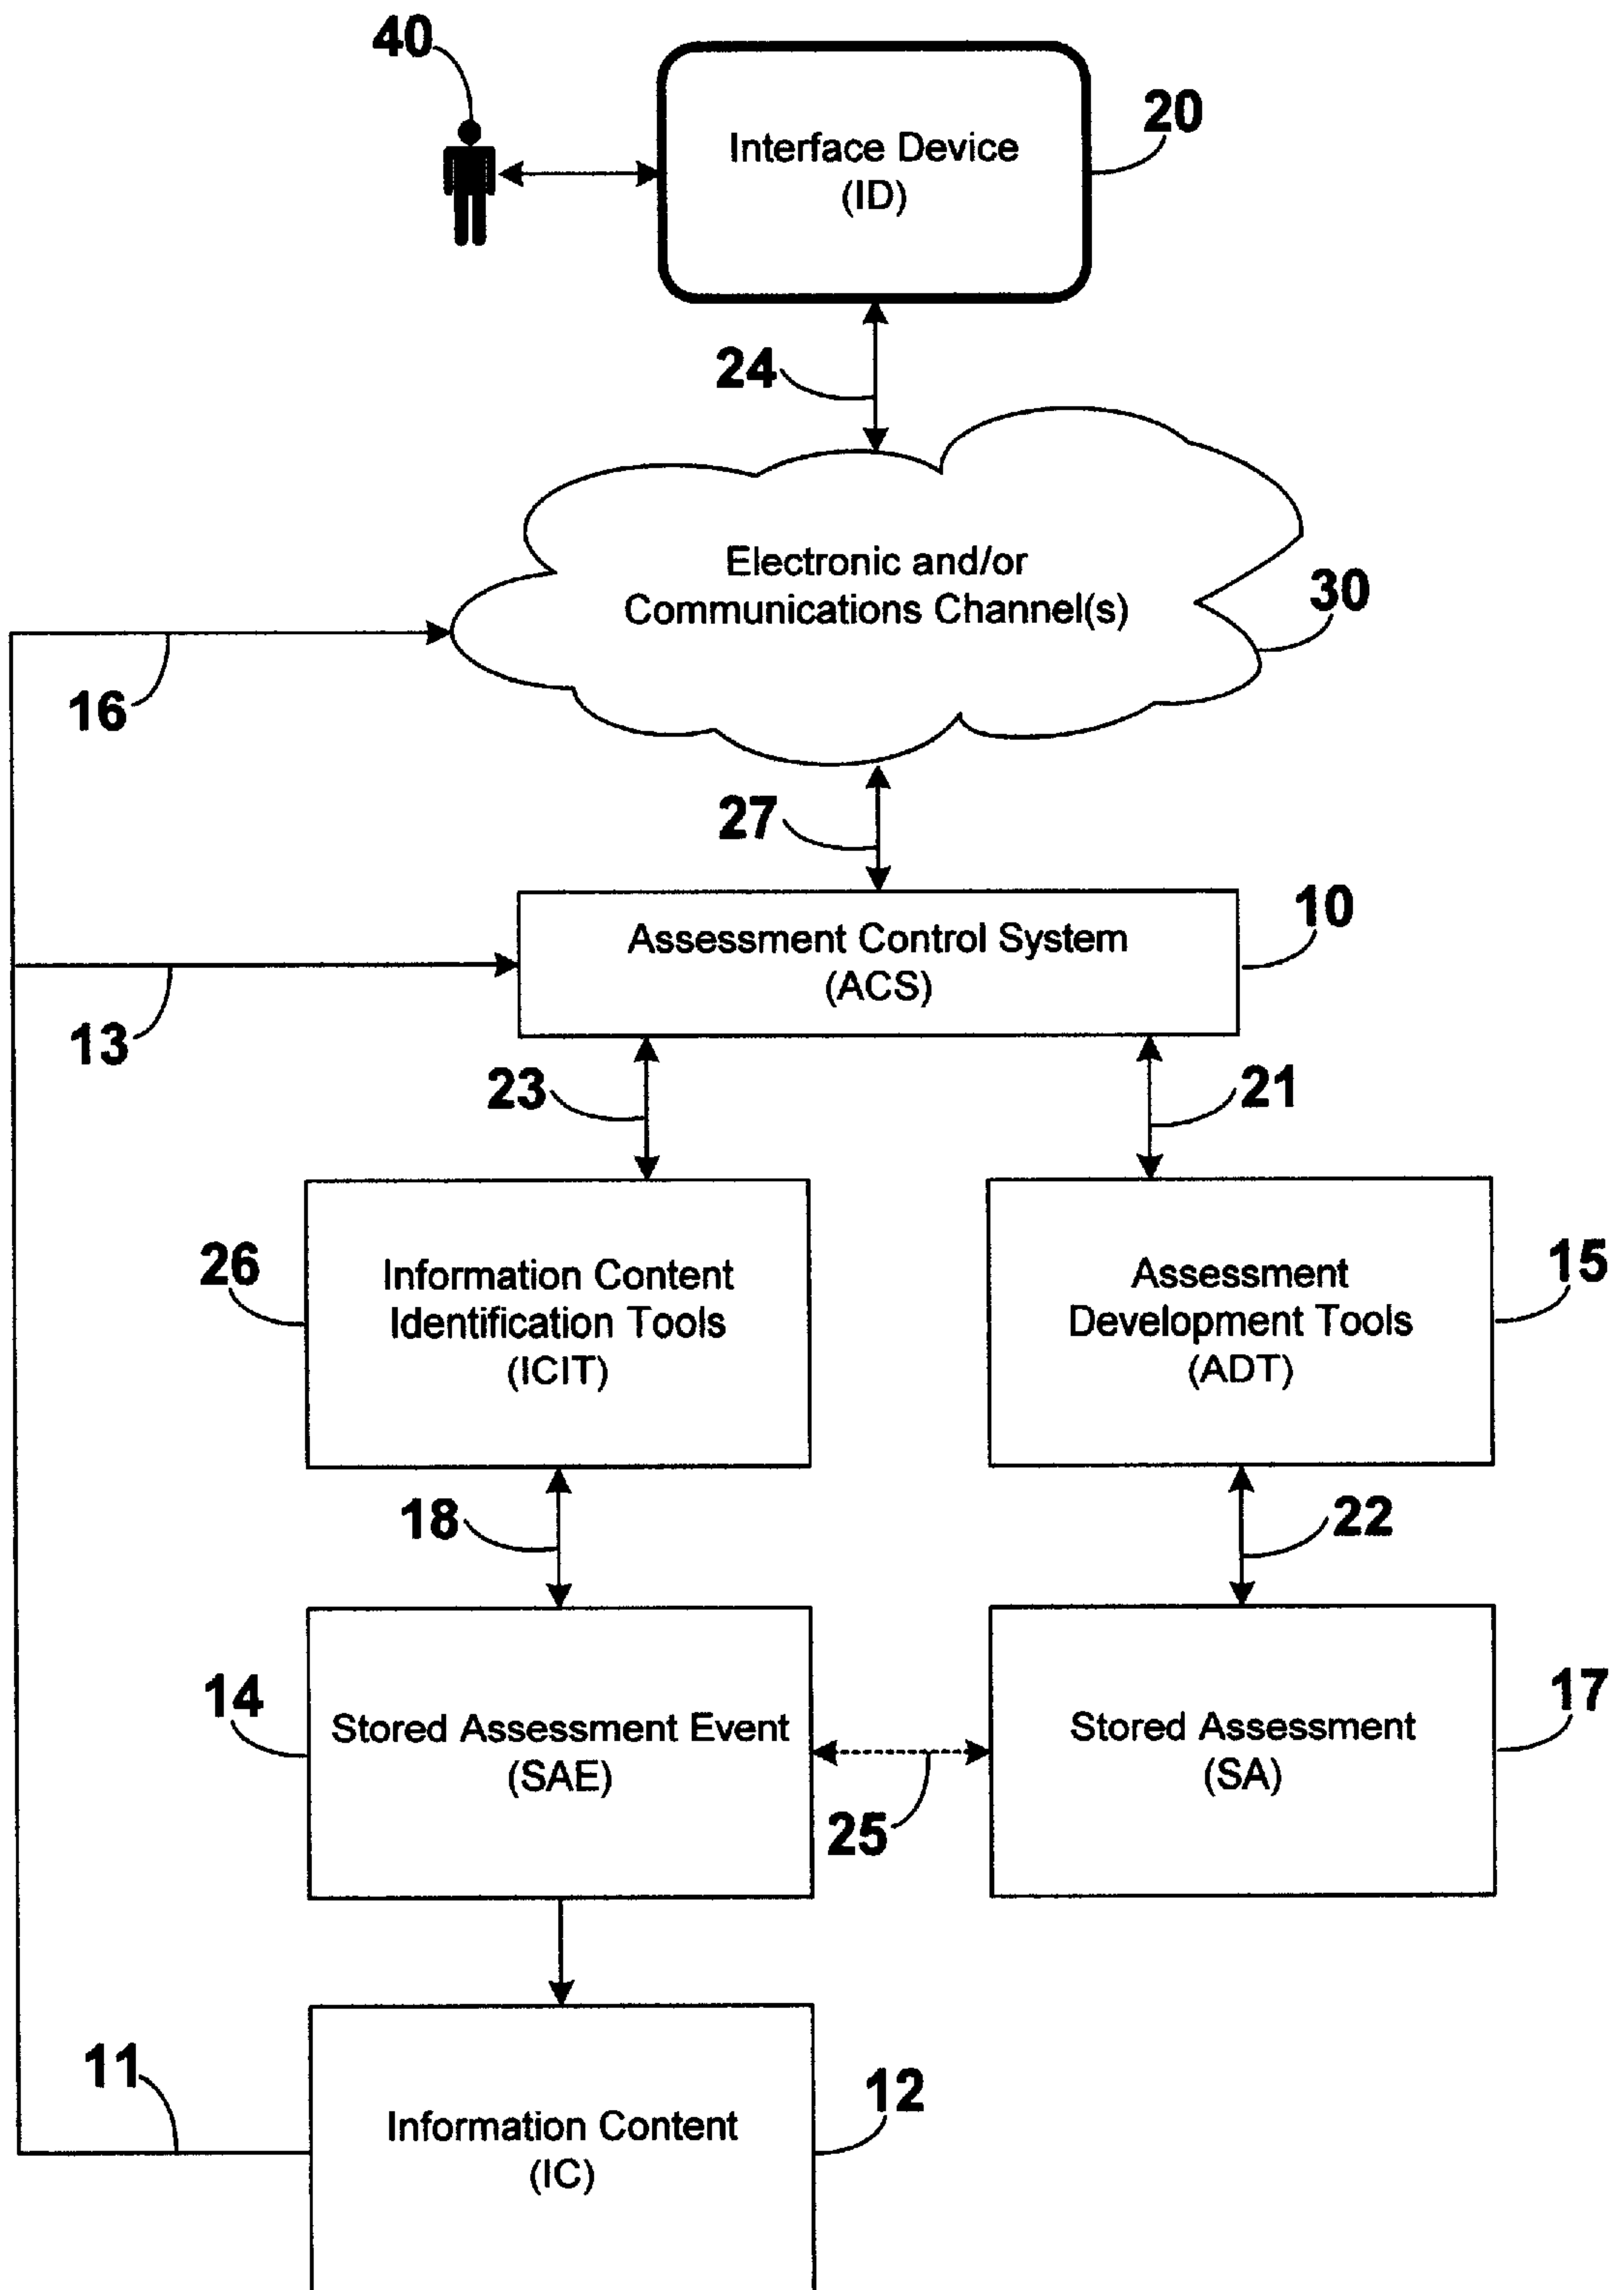 40
20
Interface Device
(ID)
24
Electronic and/or
Communications Channel(s)
30
16
27
10
Assessment Control System
(ACS)
13
23
21
26
Information Content
Identification Tools
(ICIT)
15
Assessment
Development Tools
(ADT)
18
22
14
Stored Assessment Event
(SAE)
17
Stored Assessment
(SA)
25
11
12
Information Content
(IC)